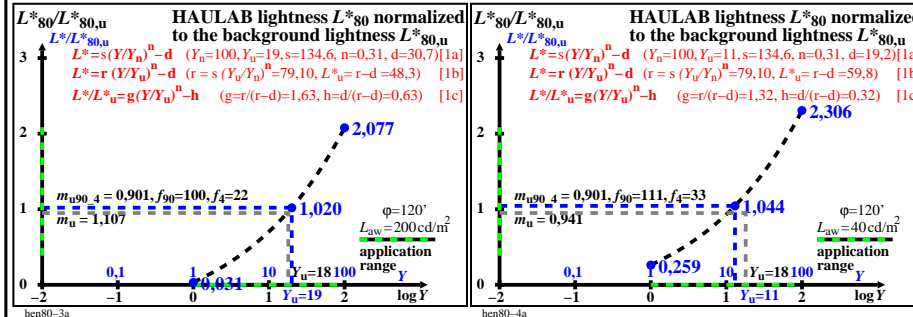 L*80/L*80,u
HAULAB lightness L*80 normalized
to the background lightness L*80,u
L*/L*80,u
L*=s(Y/Yn)^n−d (Yn=100, Yu=19, s=134,6, n=0,31, d=30,7)[1a]
L*=r (Y/Yu)^n−d (r = s (Yu/Yn)^n=79,10, L*u= r−d =48,3) [1b]
L*/L*u=g(Y/Yu)^n−h (g=r/(r−d)=1,63, h=d/(r−d)=0,63) [1c]
3
2
1
0
2,077
mu90_4 = 0,901, f90=100, f4=22
1,020
mu = 1,107
φ=120'
Law=200cd/m2
application
range
0,1 1 10 Yu=18 100 Y
0,031
−2 −1 0 1 2 log Y
Yu=19
hen80−3a
L*80/L*80,u
HAULAB lightness L*80 normalized
to the background lightness L*80,u
L*/L*80,u
L*=s(Y/Yn)^n−d (Yn=100, Yu=11, s=134,6, n=0,31, d=19,2)[1a
L*=r (Y/Yu)^n−d (r = s (Yu/Yn)^n=79,10, L*u= r−d =59,8) [1b
L*/L*u=g(Y/Yu)^n−h (g=r/(r−d)=1,32, h=d/(r−d)=0,32) [1c
3
2
1
0
2,306
mu90_4 = 0,901, f90=111, f4=33
1,044
mu = 0,941
φ=120'
Law=40cd/m2
application
range
0,259
0,1 1 10 Yu=18 100 Y
−2 −1 0 1 2 log Y
Yu=11
hen80−4a